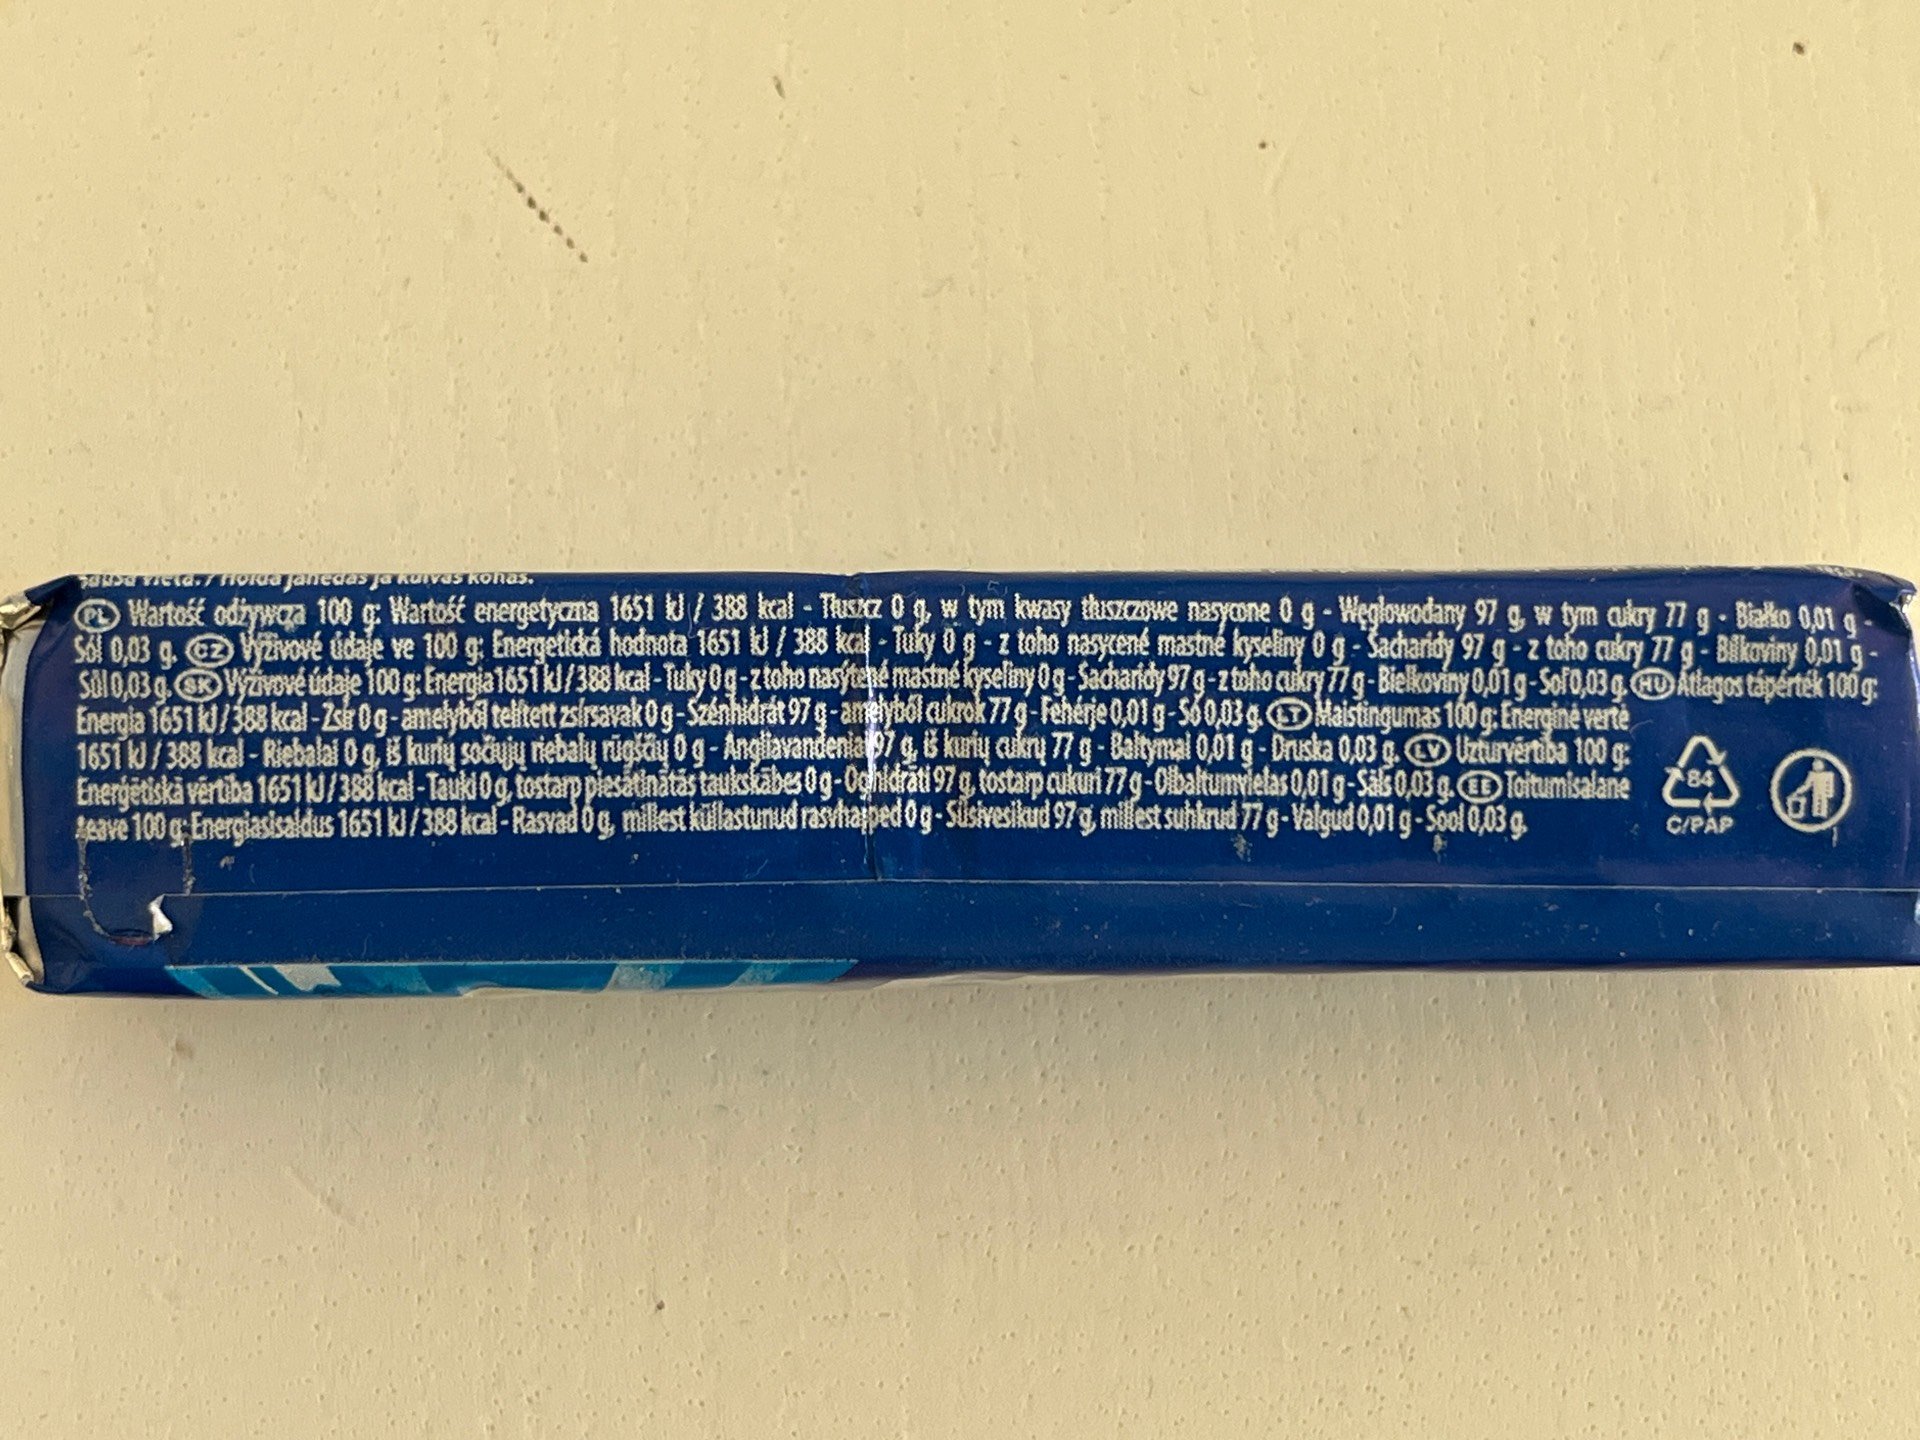 sausā vietā. / Hoida jahedas ja kuivas kohas.
PL Wartość odżywcza 100 g: Wartość energetyczna 1651 kJ / 388 kcal - Tłuszcz 0 g, w tym kwasy tłuszczowe nasycone 0 g - Węglowodany 97 g, w tym cukry 77 g - Białko 0,01 g -
Sól 0,03 g. CZ Výživové údaje ve 100 g: Energetická hodnota 1651 kJ / 388 kcal - Tuky 0 g - z toho nasycené mastné kyseliny 0 g - Sacharidy 97 g - z toho cukry 77 g - Bílkoviny 0,01 g -
Sůl 0,03 g. SK Výživové údaje 100 g: Energia 1651 kJ / 388 kcal - Tuky 0 g - z toho nasýtené mastné kyseliny 0 g - Sacharidy 97 g - z toho cukry 77 g - Bielkoviny 0,01 g - Soľ 0,03 g. HU Átlagos tápérték 100 g:
Energia 1651 kJ / 388 kcal - Zsír 0 g - amelyből telített zsírsavak 0 g - Szénhidrát 97 g - amelyből cukrok 77 g - Fehérje 0,01 g - Só 0,03 g. LT Maistingumas 100 g: Energinė vertė
1651 kJ / 388 kcal - Riebalai 0 g, iš kurių sočiųjų riebalų rūgščių 0 g - Angliavandeniai 97 g, iš kurių cukrų 77 g - Baltymai 0,01 g - Druska 0,03 g. LV Uzturvērtība 100 g:
Enerģētiskā vērtība 1651 kJ / 388 kcal - Tauki 0 g, tostarp piesātinātās taukskābes 0 g - Ogļhidrāti 97 g, tostarp cukuri 77 g - Olbaltumvielas 0,01 g - Sāls 0,03 g. EE Toitumisalane
teave 100 g: Energiasisaldus 1651 kJ / 388 kcal - Rasvad 0 g, millest küllastunud rasvhapped 0 g - Süsivesikud 97 g, millest suhkrud 77 g - Valgud 0,01 g - Sool 0,03 g.
84
C/PAP